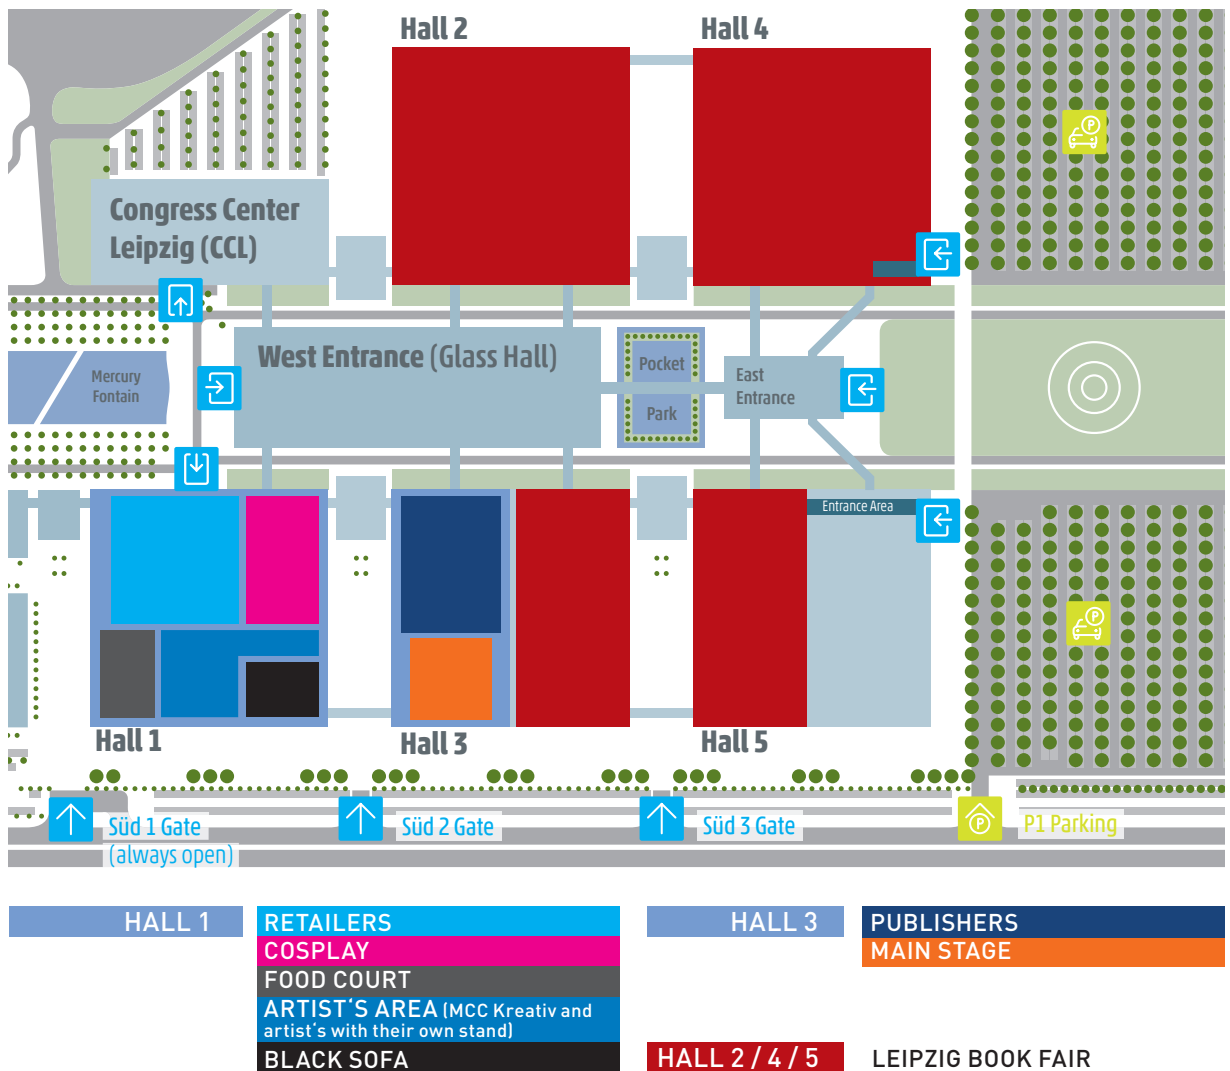 Hall 2
Hall 4
P
Congress Center
Leipzig (CCL)
West Entrance (Glass Hall)
Pocket
Park
East
Entrance
Mercury
Fontain
Entrance Area
P
Hall 1
Hall 3
Hall 5
Süd 1 Gate
(always open)
Süd 2 Gate
Süd 3 Gate
P
P1 Parking
HALL 1
RETAILERS
COSPLAY
FOOD COURT
ARTIST'S AREA (MCC Kreativ and
artist's with their own stand)
BLACK SOFA
HALL 3
PUBLISHERS
MAIN STAGE
HALL 2 / 4 / 5
LEIPZIG BOOK FAIR